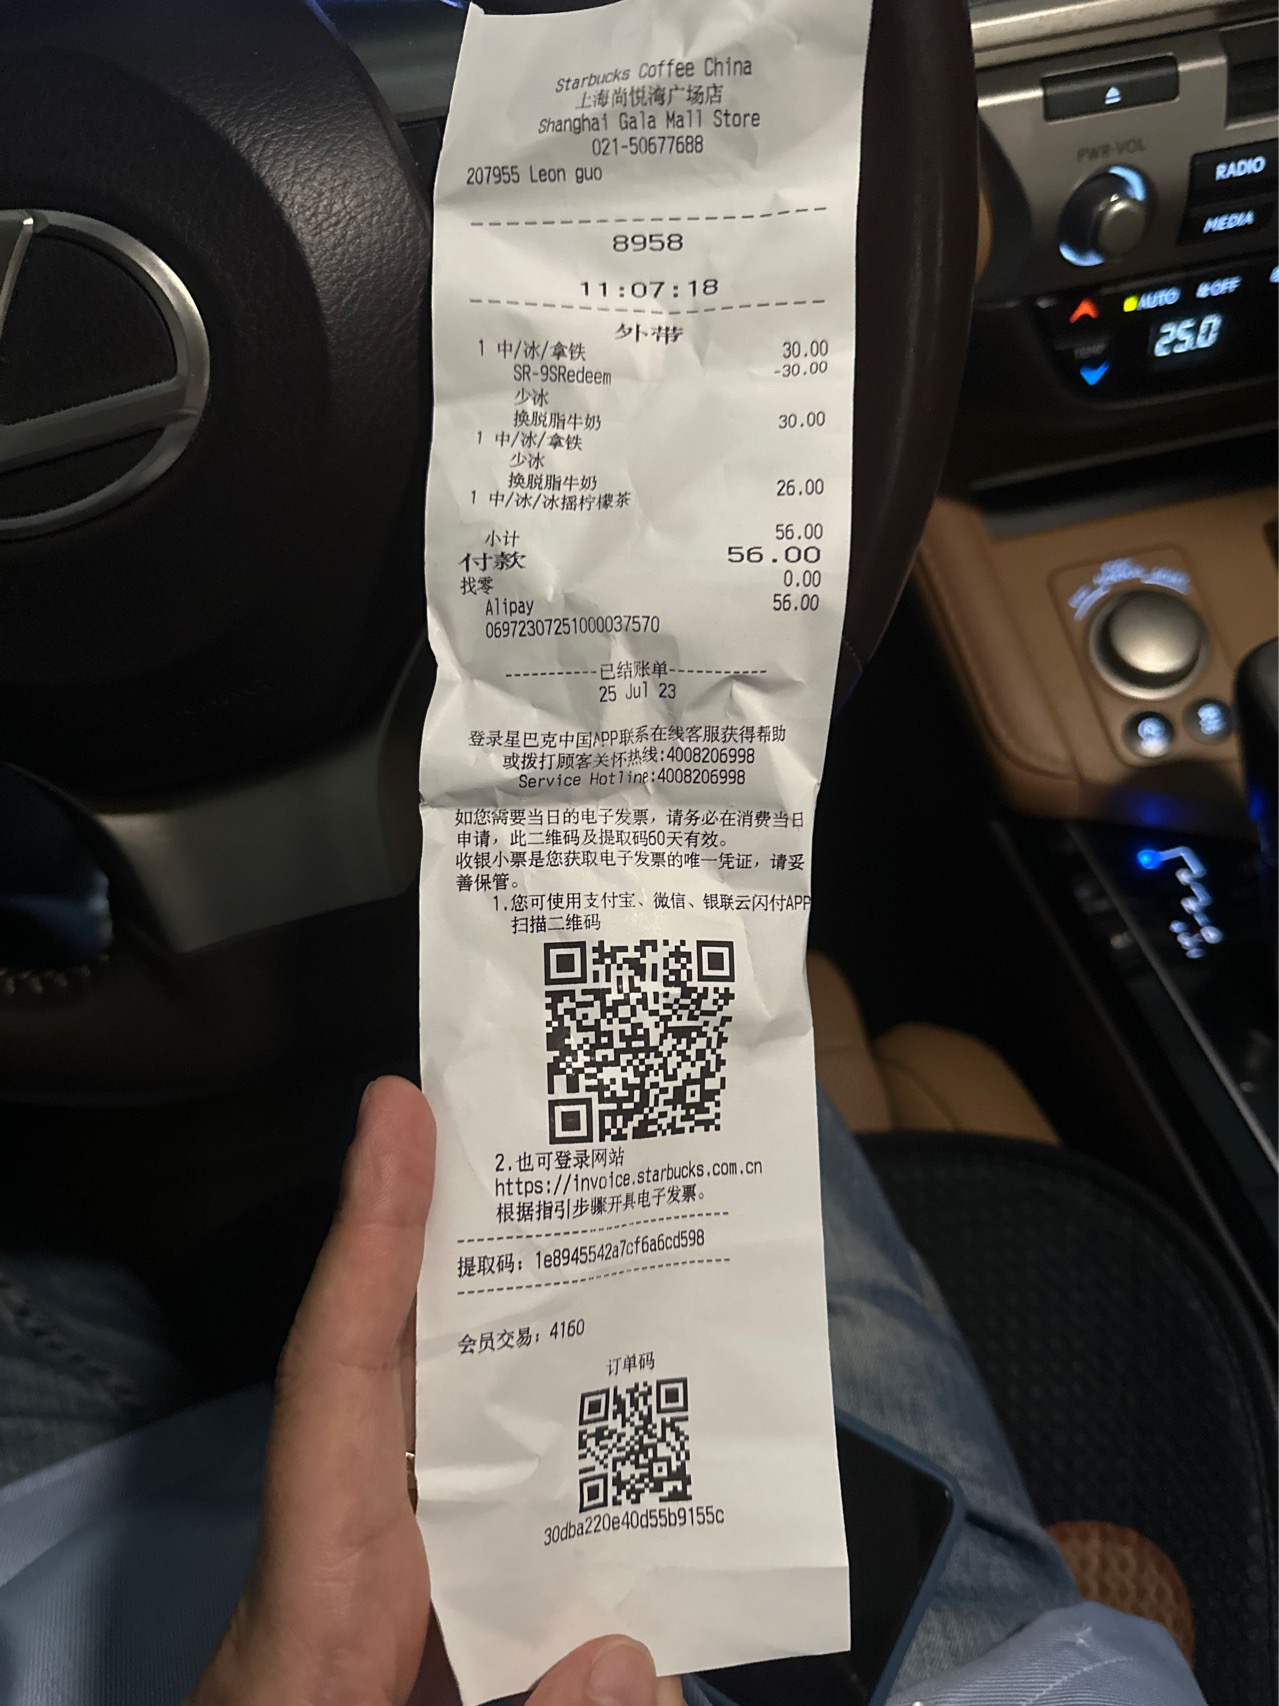 Starbucks Coffee China
上海尚悦湾广场店
Shanghai Gala Mall Store
021-50677688
207955 Leon guo
8958
11:07:18
外带
1 中/冰/拿铁 30.00
SR-9SRedeem -30.00
少冰
换脱脂牛奶
1 中/冰/拿铁 30.00
少冰
换脱脂牛奶
1 中/冰/冰摇柠檬茶 26.00
小计 56.00
付款 56.00
找零 0.00
Alipay 56.00
06972307251000037570
-----------已结账单-----------
25 Jul 23
登录星巴克中国APP联系在线客服获得帮助
或拨打顾客关怀热线:4008206998
Service Hotline:4008206998
如您需要当日的电子发票，请务必在消费当日
申请，此二维码及提取码60天有效。
收银小票是您获取电子发票的唯一凭证，请妥
善保管。
1.您可使用支付宝、微信、银联云闪付APP
扫描二维码
2.也可登录网站
https://invoice.starbucks.com.cn
根据指引步骤开具电子发票。
提取码：1e8945542a7cf6a6cd598
会员交易：4160
订单码
30dba220e40d55b9155c
PWR-VOL
RADIO
MEDIA
AUTO
OFF
TEMP
25.0